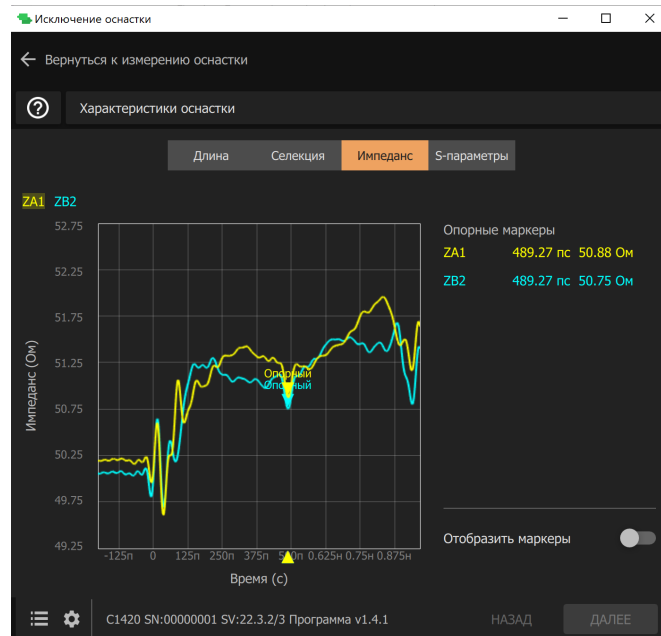 Исключение оснастки
Вернуться к измерению оснастки
Характеристики оснастки
Длина Селекция Импеданс S-параметры
ZA1 ZB2
52.75
52.25
51.75
51.25
50.75
50.25
49.75
49.25
Импеданс (Ом)
Опорный
Опорный
-125п 0 125п 250п 375п 500п 0.625н 0.75н 0.875н
Время (с)
Опорные маркеры
ZA1 489.27 пс 50.88 Ом
ZB2 489.27 пс 50.75 Ом
Отобразить маркеры
C1420 SN:00000001 SV:22.3.2/3 Программа v1.4.1
НАЗАД ДАЛЕЕ